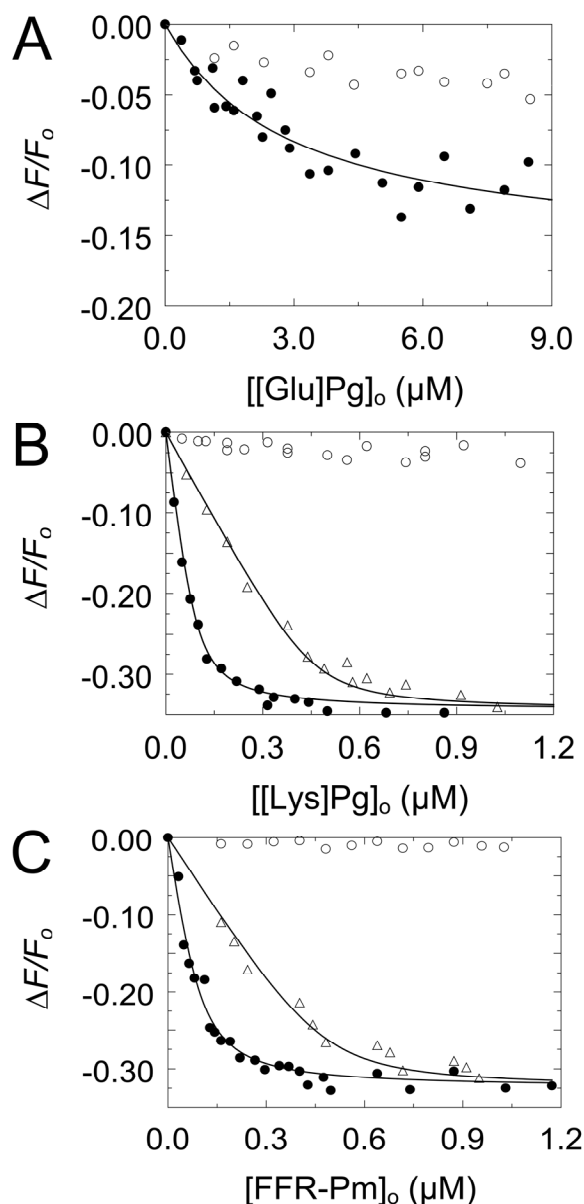 A
0.00
-0.05
-0.10
-0.15
-0.20
ΔF/Fₒ
0.0 3.0 6.0 9.0
[[Glu]Pg]ₒ (µM)
B
0.00
-0.10
-0.20
-0.30
ΔF/Fₒ
0.0 0.3 0.6 0.9 1.2
[[Lys]Pg]ₒ (µM)
C
0.00
-0.10
-0.20
-0.30
ΔF/Fₒ
0.0 0.3 0.6 0.9 1.2
[FFR-Pm]ₒ (µM)